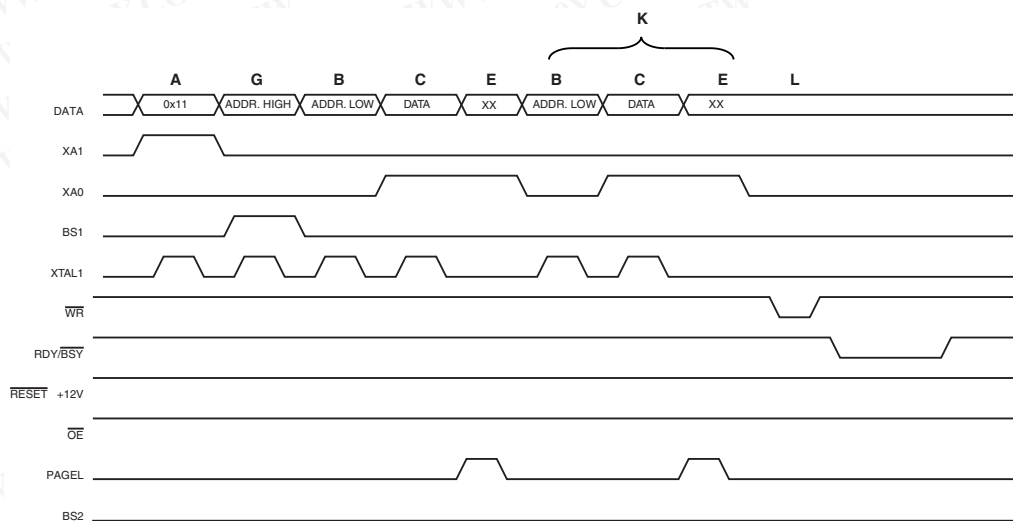 K
A G B C E B C E L
DATA 0x11 ADDR. HIGH ADDR. LOW DATA XX ADDR. LOW DATA XX
XA1
XA0
BS1
XTAL1
WR
RDY/BSY
RESET +12V
OE
PAGEL
BS2